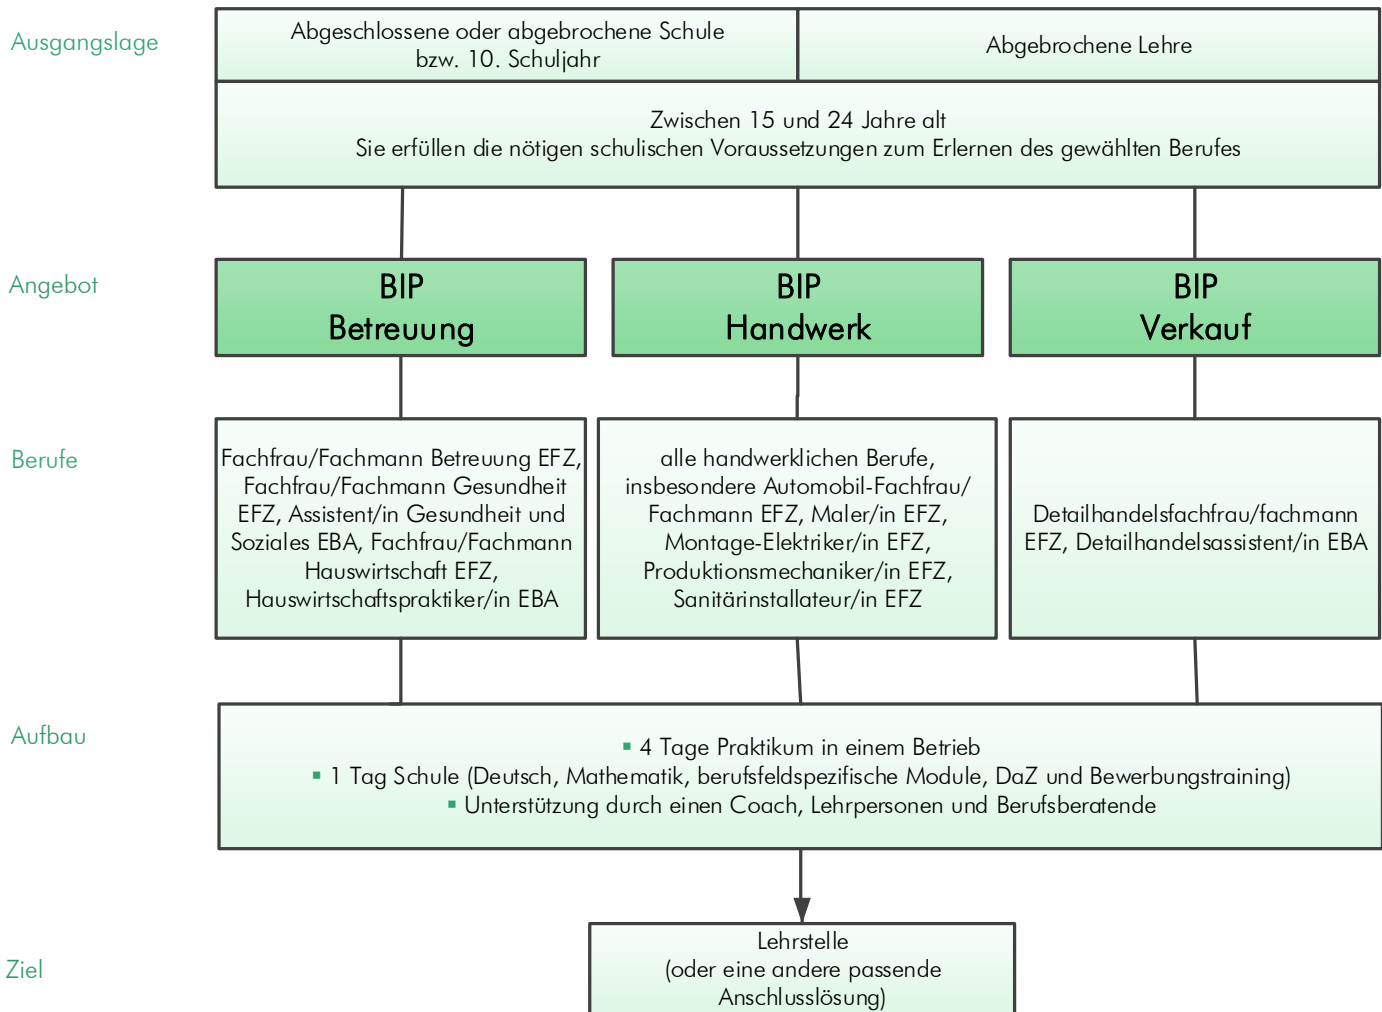 Ausgangslage
Abgeschlossene oder abgebrochene Schule
bzw. 10. Schuljahr
Abgebrochene Lehre
Zwischen 15 und 24 Jahre alt
Sie erfüllen die nötigen schulischen Voraussetzungen zum Erlernen des gewählten Berufes
Angebot
BIP
Betreuung
BIP
Handwerk
BIP
Verkauf
Berufe
Fachfrau/Fachmann Betreuung EFZ,
Fachfrau/Fachmann Gesundheit
EFZ, Assistent/in Gesundheit und
Soziales EBA, Fachfrau/Fachmann
Hauswirtschaft EFZ,
Hauswirtschaftspraktiker/in EBA
alle handwerklichen Berufe,
insbesondere Automobil-Fachfrau/
Fachmann EFZ, Maler/in EFZ,
Montage-Elektriker/in EFZ,
Produktionsmechaniker/in EFZ,
Sanitärinstallateur/in EFZ
Detailhandelsfachfrau/fachmann
EFZ, Detailhandelsassistent/in EBA
Aufbau
▪ 4 Tage Praktikum in einem Betrieb
▪ 1 Tag Schule (Deutsch, Mathematik, berufsfeldspezifische Module, DaZ und Bewerbungstraining)
▪ Unterstützung durch einen Coach, Lehrpersonen und Berufsberatende
Ziel
Lehrstelle
(oder eine andere passende
Anschlusslösung)